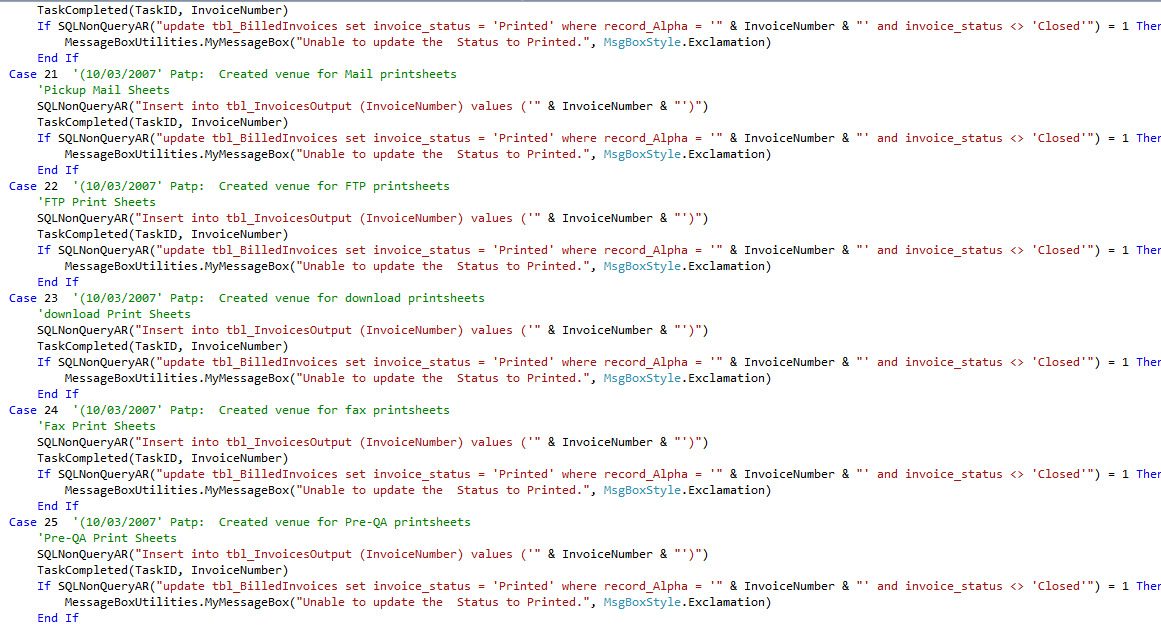 TaskCompleted(TaskID, InvoiceNumber)
If SQLNonQueryAR("update tbl_BilledInvoices set invoice_status = 'Printed' where record_Alpha = '" & InvoiceNumber & "' and invoice_status <> 'Closed'") = 1 Then
MessageBoxUtilities.MyMessageBox("Unable to update the  Status to Printed.", MsgBoxStyle.Exclamation)
End If
Case 21  '(10/03/2007' Patp:  Created venue for Mail printsheets
'Pickup Mail Sheets
SQLNonQueryAR("Insert into tbl_InvoicesOutput (InvoiceNumber) values ('" & InvoiceNumber & "')")
TaskCompleted(TaskID, InvoiceNumber)
If SQLNonQueryAR("update tbl_BilledInvoices set invoice_status = 'Printed' where record_Alpha = '" & InvoiceNumber & "' and invoice_status <> 'Closed'") = 1 Then
MessageBoxUtilities.MyMessageBox("Unable to update the  Status to Printed.", MsgBoxStyle.Exclamation)
End If
Case 22  '(10/03/2007' Patp:  Created venue for FTP printsheets
'FTP Print Sheets
SQLNonQueryAR("Insert into tbl_InvoicesOutput (InvoiceNumber) values ('" & InvoiceNumber & "')")
TaskCompleted(TaskID, InvoiceNumber)
If SQLNonQueryAR("update tbl_BilledInvoices set invoice_status = 'Printed' where record_Alpha = '" & InvoiceNumber & "' and invoice_status <> 'Closed'") = 1 Then
MessageBoxUtilities.MyMessageBox("Unable to update the  Status to Printed.", MsgBoxStyle.Exclamation)
End If
Case 23  '(10/03/2007' Patp:  Created venue for download printsheets
'download Print Sheets
SQLNonQueryAR("Insert into tbl_InvoicesOutput (InvoiceNumber) values ('" & InvoiceNumber & "')")
TaskCompleted(TaskID, InvoiceNumber)
If SQLNonQueryAR("update tbl_BilledInvoices set invoice_status = 'Printed' where record_Alpha = '" & InvoiceNumber & "' and invoice_status <> 'Closed'") = 1 Then
MessageBoxUtilities.MyMessageBox("Unable to update the  Status to Printed.", MsgBoxStyle.Exclamation)
End If
Case 24  '(10/03/2007' Patp:  Created venue for fax printsheets
'Fax Print Sheets
SQLNonQueryAR("Insert into tbl_InvoicesOutput (InvoiceNumber) values ('" & InvoiceNumber & "')")
TaskCompleted(TaskID, InvoiceNumber)
If SQLNonQueryAR("update tbl_BilledInvoices set invoice_status = 'Printed' where record_Alpha = '" & InvoiceNumber & "' and invoice_status <> 'Closed'") = 1 Then
MessageBoxUtilities.MyMessageBox("Unable to update the  Status to Printed.", MsgBoxStyle.Exclamation)
End If
Case 25  '(10/03/2007' Patp:  Created venue for Pre-QA printsheets
'Pre-QA Print Sheets
SQLNonQueryAR("Insert into tbl_InvoicesOutput (InvoiceNumber) values ('" & InvoiceNumber & "')")
TaskCompleted(TaskID, InvoiceNumber)
If SQLNonQueryAR("update tbl_BilledInvoices set invoice_status = 'Printed' where record_Alpha = '" & InvoiceNumber & "' and invoice_status <> 'Closed'") = 1 Then
MessageBoxUtilities.MyMessageBox("Unable to update the  Status to Printed.", MsgBoxStyle.Exclamation)
End If